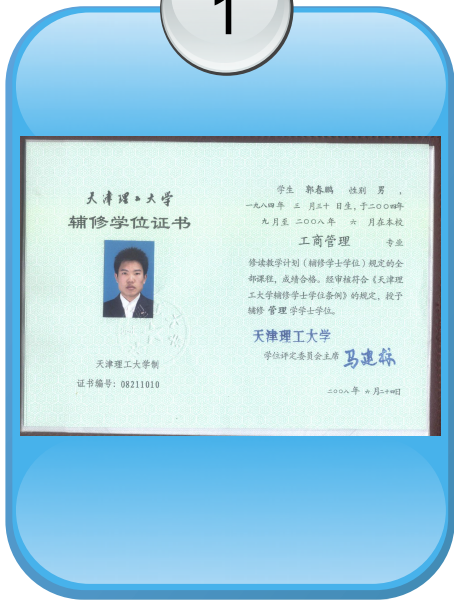 1
天津理工大学
辅修学位证书
天津理工大学制
证书编号：08211010
学生 郭春鹏 性别 男 ，
一九八四年 三 月三十 日生，于二〇〇四年
九 月至 二〇〇八 年 六 月在本校
工商管理 专业
修读教学计划（辅修学士学位）规定的全
部课程，成绩合格。经审核符合《天津理
工大学辅修学士学位条例》的规定，授予
辅修 管理 学学士学位。
天津理工大学
学位评定委员会主席 马建标
二〇〇八 年 六 月二十日